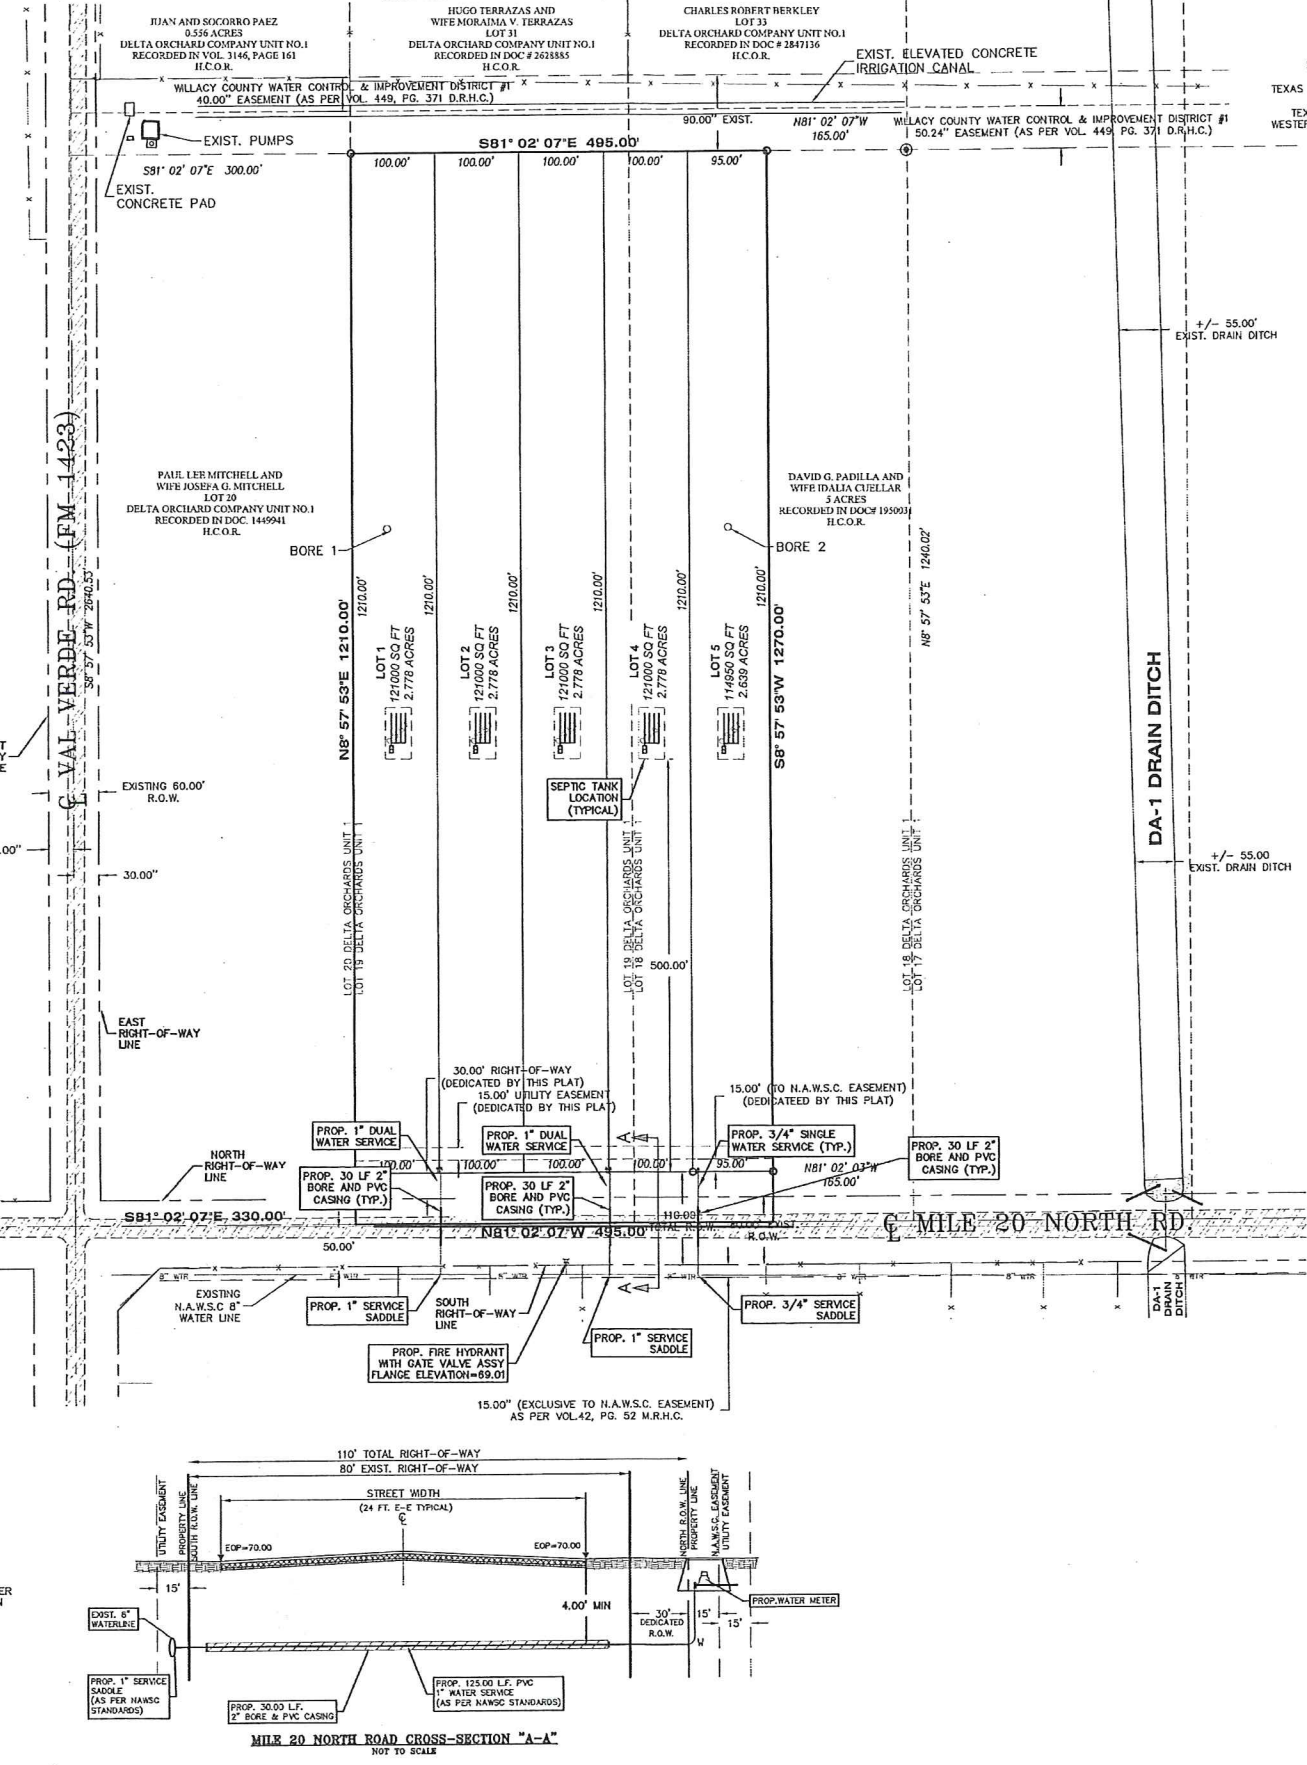 JUAN AND SOCORRO PAEZ
0.556 ACRES
DELTA ORCHARD COMPANY UNIT NO.1
RECORDED IN VOL. 3146, PAGE 161
H.C.O.R.
HUGO TERRAZAS AND
WIFE MORAIMA V. TERRAZAS
LOT 31
DELTA ORCHARD COMPANY UNIT NO.1
RECORDED IN DOC # 2628885
H.C.O.R.
CHARLES ROBERT BERKLEY
LOT 33
DELTA ORCHARD COMPANY UNIT NO.1
RECORDED IN DOC # 2847136
H.C.O.R.
EXIST. ELEVATED CONCRETE
IRRIGATION CANAL
TEXAS
WILLACY COUNTY WATER CONTROL & IMPROVEMENT DISTRICT #1
40.00" EASEMENT (AS PER VOL. 449, PG. 371 D.R.H.C.)
90.00" EXIST.
N81° 02' 07"W
165.00'
WILLACY COUNTY WATER CONTROL & IMPROVEMENT DISTRICT #1
50.24" EASEMENT (AS PER VOL. 449, PG. 371 D.R.H.C.)
TEX
WESTER
EXIST. PUMPS
S81° 02' 07"E 495.00'
S81° 02' 07"E 300.00'
100.00'
100.00'
100.00'
100.00'
95.00'
EXIST.
CONCRETE PAD
+/- 55.00'
EXIST. DRAIN DITCH
PAUL LEE MITCHELL AND
WIFE JOSEFA G. MITCHELL
LOT 20
DELTA ORCHARD COMPANY UNIT NO.1
RECORDED IN DOC. 1449941
H.C.O.R.
DAVID G. PADILLA AND
WIFE IDALIA CUELLAR
5 ACRES
RECORDED IN DOC# 195093
H.C.O.R.
BORE 1
BORE 2
℄ VAL VERDE RD. (FM 1423)
S8° 57' 53"W 2640.53'
N8° 57' 53"E 1210.00'
1210.00'
1210.00'
1210.00'
1210.00'
1210.00'
1210.00'
S8° 57' 53"W 1270.00'
N8° 57' 53"E 1240.02'
LOT 1
121000 SQ FT
2.778 ACRES
LOT 2
121000 SQ FT
2.778 ACRES
LOT 3
121000 SQ FT
2.778 ACRES
LOT 4
121000 SQ FT
2.778 ACRES
LOT 5
114950 SQ FT
2.639 ACRES
DA-1 DRAIN DITCH
T
Y
E
EXISTING 60.00'
R.O.W.
SEPTIC TANK
LOCATION
(TYPICAL)
.00"
30.00"
+/- 55.00
EXIST. DRAIN DITCH
LOT 20 DELTA ORCHARDS UNIT 1
LOT 19 DELTA ORCHARDS UNIT 1
LOT 19 DELTA ORCHARDS UNIT 1
LOT 18 DELTA ORCHARDS UNIT 1
LOT 18 DELTA ORCHARDS UNIT 1
LOT 17 DELTA ORCHARDS UNIT 1
500.00'
EAST
RIGHT-OF-WAY
LINE
30.00' RIGHT-OF-WAY
(DEDICATED BY THIS PLAT)
15.00' UTILITY EASEMENT
(DEDICATED BY THIS PLAT)
15.00' (TO N.A.W.S.C. EASEMENT)
(DEDICATEED BY THIS PLAT)
PROP. 1" DUAL
WATER SERVICE
PROP. 1" DUAL
WATER SERVICE
A
PROP. 3/4" SINGLE
WATER SERVICE (TYP.)
PROP. 30 LF 2"
BORE AND PVC
CASING (TYP.)
NORTH
RIGHT-OF-WAY
LINE
100.00'
100.00'
100.00'
100.00'
95.00'
N81° 02' 03"W
165.00'
PROP. 30 LF 2"
BORE AND PVC
CASING (TYP.)
PROP. 30 LF 2"
BORE AND PVC
CASING (TYP.)
S81° 02' 07"E 330.00'
110.00
TOTAL R.O.W.
R.O.W.
N81° 02' 07"W 495.00'
℄ MILE 20 NORTH RD.
50.00'
8" WTR
8" WTR
8" WTR
8" WTR
8" WTR
8" WTR
EXISTING
N.A.W.S.C 8"
WATER LINE
PROP. 1" SERVICE
SADDLE
SOUTH
RIGHT-OF-WAY
LINE
A
PROP. 3/4" SERVICE
SADDLE
DA-1
DRAIN
DITCH
PROP. 1" SERVICE
SADDLE
PROP. FIRE HYDRANT
WITH GATE VALVE ASSY
FLANGE ELEVATION=69.01
15.00" (EXCLUSIVE TO N.A.W.S.C. EASEMENT)
AS PER VOL.42, PG. 52 M.R.H.C.
110' TOTAL RIGHT-OF-WAY
80' EXIST. RIGHT-OF-WAY
STREET WIDTH
(24 FT. E-E TYPICAL)
℄
UTILITY EASEMENT
PROPERTY LINE
SOUTH R.O.W. LINE
NORTH R.O.W. LINE
PROPERTY LINE
N.A.W.S.C. EASEMENT
UTILITY EASEMENT
EOP=70.00
EOP=70.00
15'
4.00' MIN
PROP.WATER METER
ER
N
EXIST. 8"
WATERLINE
30'
DEDICATED
R.O.W.
15'
15'
W
PROP. 1" SERVICE
SADDLE
(AS PER NAWSC
STANDARDS)
PROP. 30.00 L.F.
2" BORE & PVC CASING
PROP. 125.00 L.F. PVC
1" WATER SERVICE
(AS PER NAWSC STANDARDS)
MILE 20 NORTH ROAD CROSS-SECTION "A-A"
NOT TO SCALE